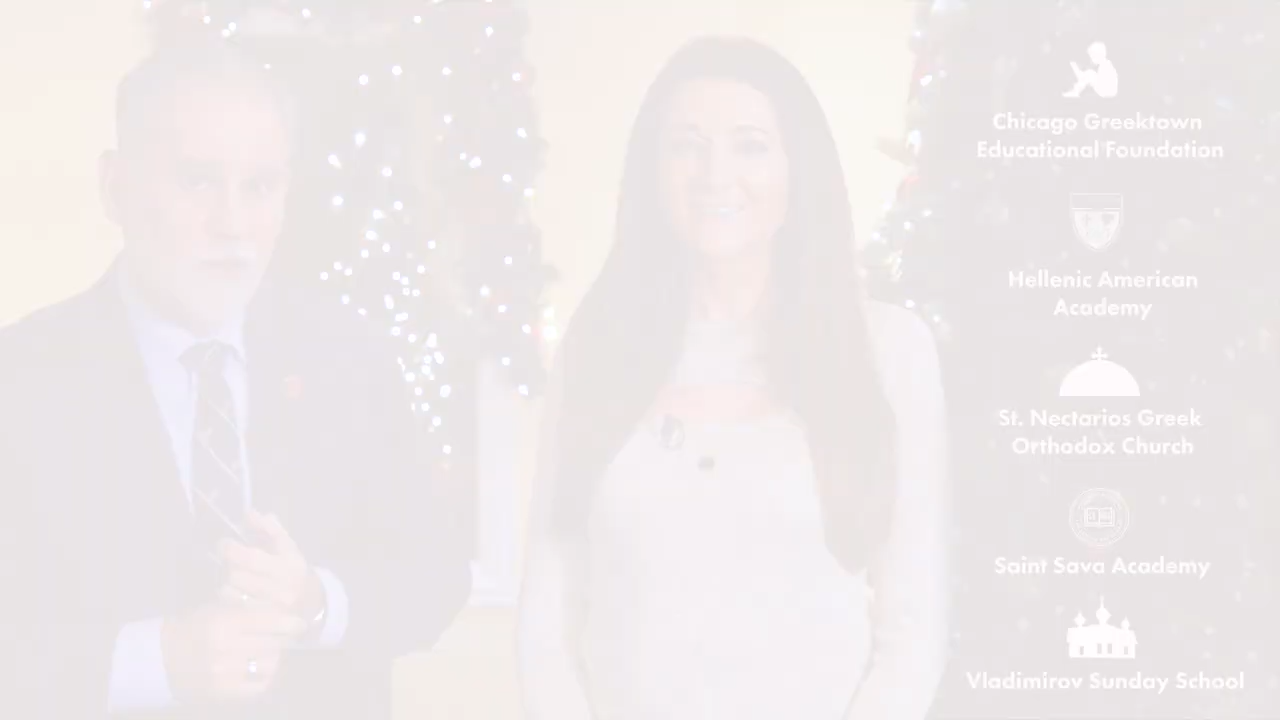 Chicago Greektown
Educational Foundation
Hellenic American
Academy
St. Nectarios Greek
Orthodox Church
Saint Sava Academy
Vladimirov Sunday School